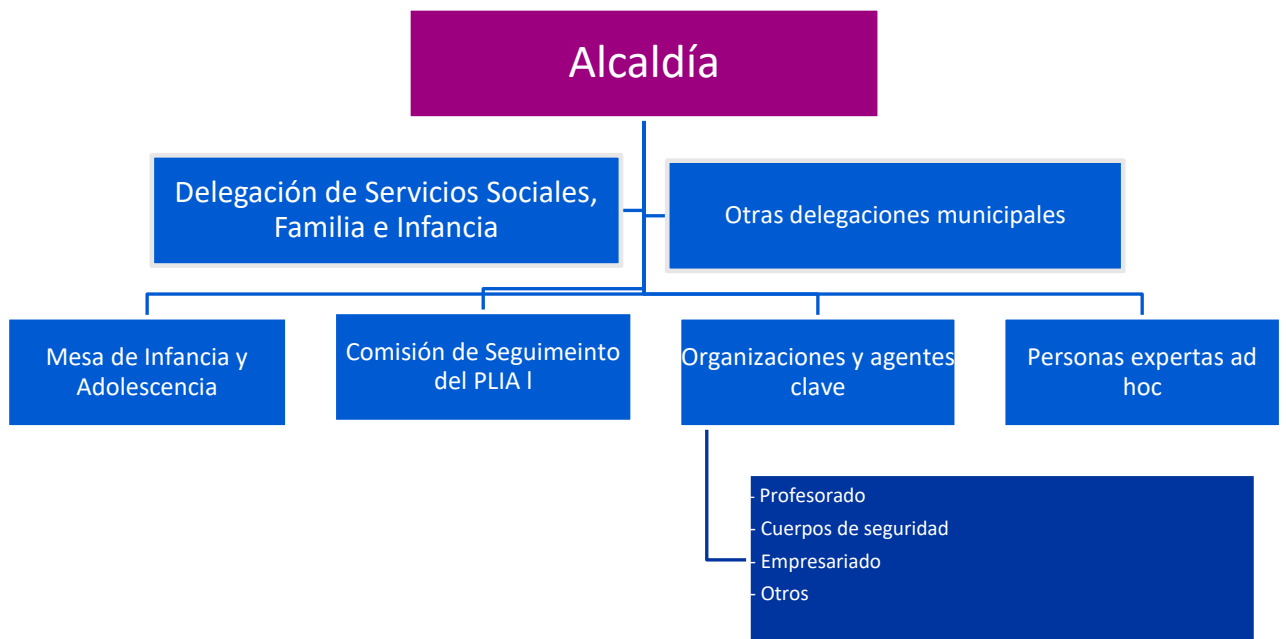 Alcaldía
Delegación de Servicios Sociales,
Familia e Infancia
Otras delegaciones municipales
Mesa de Infancia y
Adolescencia
Comisión de Seguimeinto
del PLIA l
Organizaciones y agentes
clave
Personas expertas ad
hoc
- Profesorado
- Cuerpos de seguridad
- Empresariado
- Otros